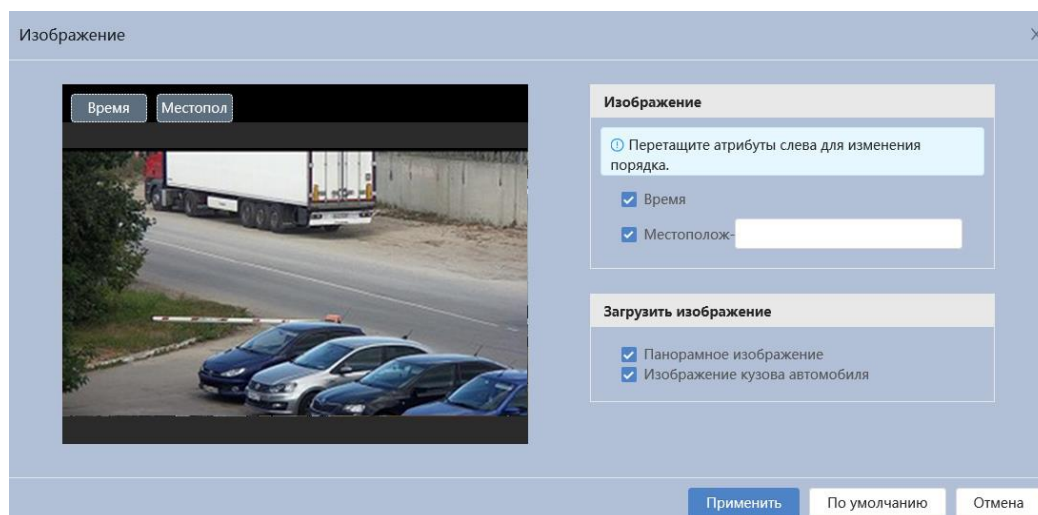 Изображение
Время Местопол
Изображение
Перетащите атрибуты слева для изменения
порядка.
Время
Местополож-
Загрузить изображение
Панорамное изображение
Изображение кузова автомобиля
Применить По умолчанию Отмена